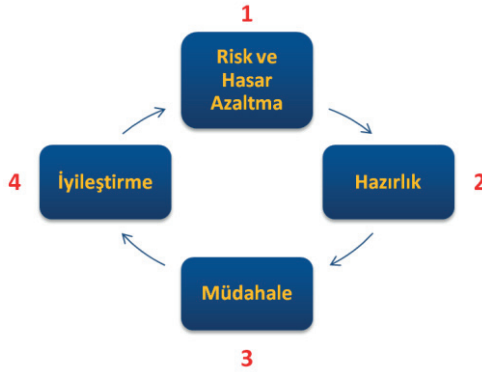 1
Risk ve
Hasar
Azaltma
4
İyileştirme
Hazırlık
2
Müdahale
3